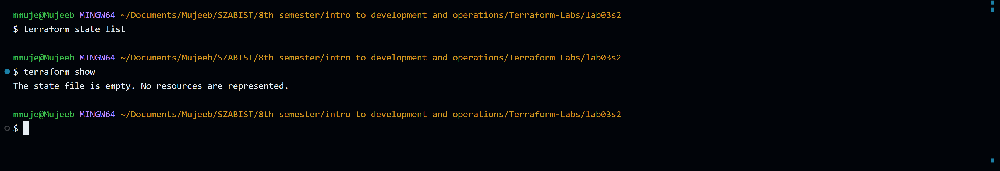 mmuje@Mujeeb MINGW64 ~/Documents/Mujeeb/SZABIST/8th semester/intro to development and operations/Terraform-Labs/lab03s2
$ terraform state list
mmuje@Mujeeb MINGW64 ~/Documents/Mujeeb/SZABIST/8th semester/intro to development and operations/Terraform-Labs/lab03s2
$ terraform show
The state file is empty. No resources are represented.
mmuje@Mujeeb MINGW64 ~/Documents/Mujeeb/SZABIST/8th semester/intro to development and operations/Terraform-Labs/lab03s2
$